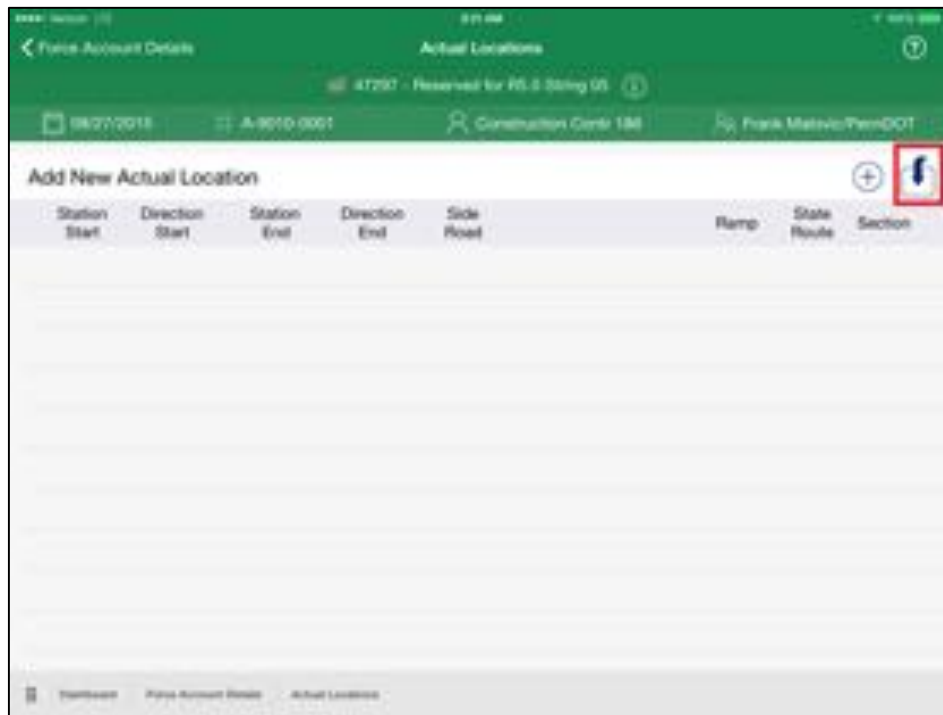 Force Account Details
Actual Locations
47297 - Reserved for R5.0 String 05
A-9010-0001
Construction Contr 186
Frank Matovic/PennDOT
Add New Actual Location
Station Start
Direction Start
Station End
Direction End
Side Road
Ramp
State Route
Section
Dashboard
Force Account Details
Actual Locations